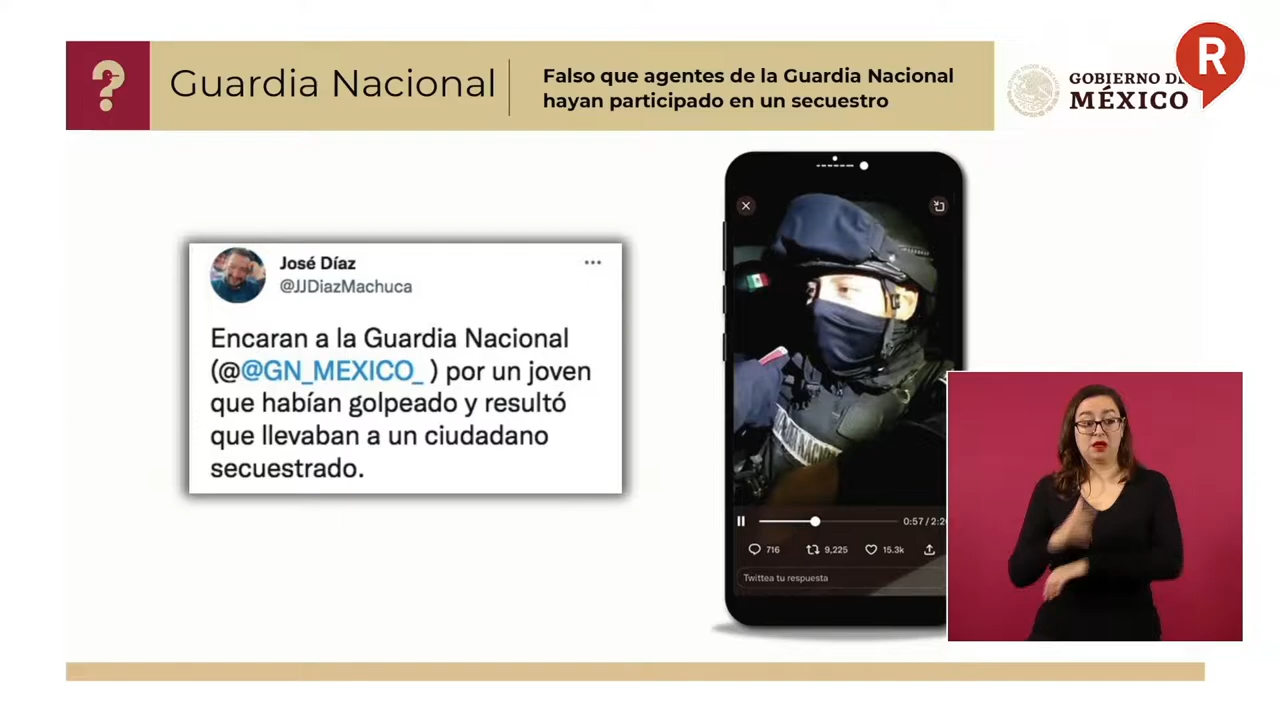 Guardia Nacional
Falso que agentes de la Guardia Nacional
hayan participado en un secuestro
GOBIERNO DE
MÉXICO
R
José Díaz
@JJDiazMachuca
Encaran a la Guardia Nacional
(@@GN_MEXICO_ ) por un joven
que habían golpeado y resultó
que llevaban a un ciudadano
secuestrado.
0:57 / 2:2
716
9,225
15.3k
Twittea tu respuesta